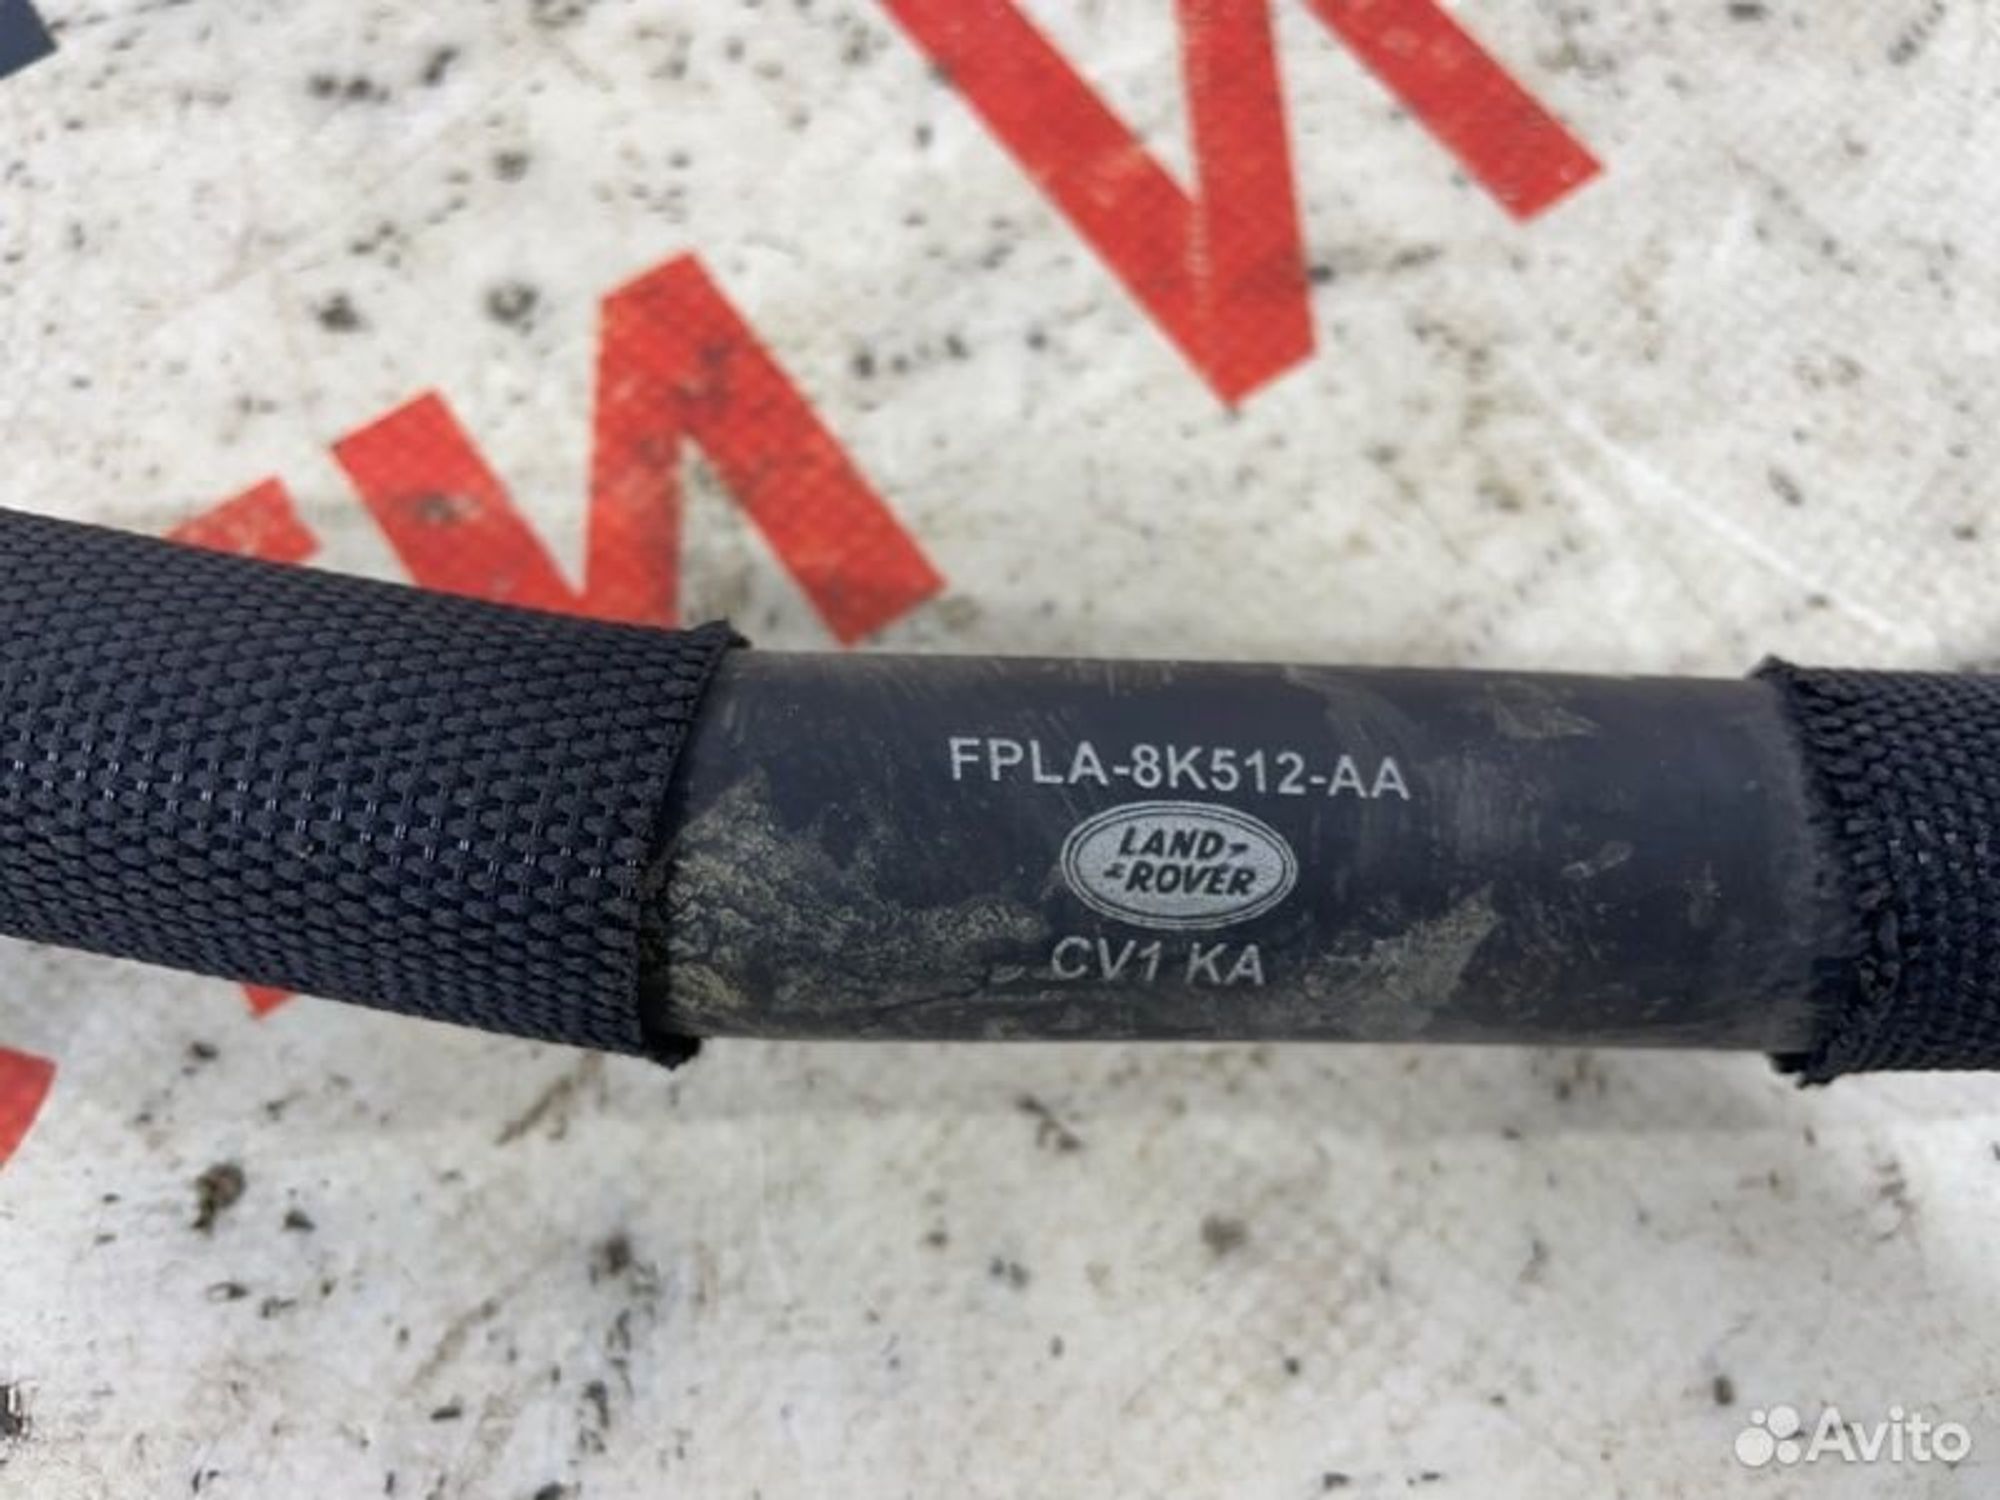 FPLA-8K512-AA
LAND
ROVER
CV1 KA
Avito